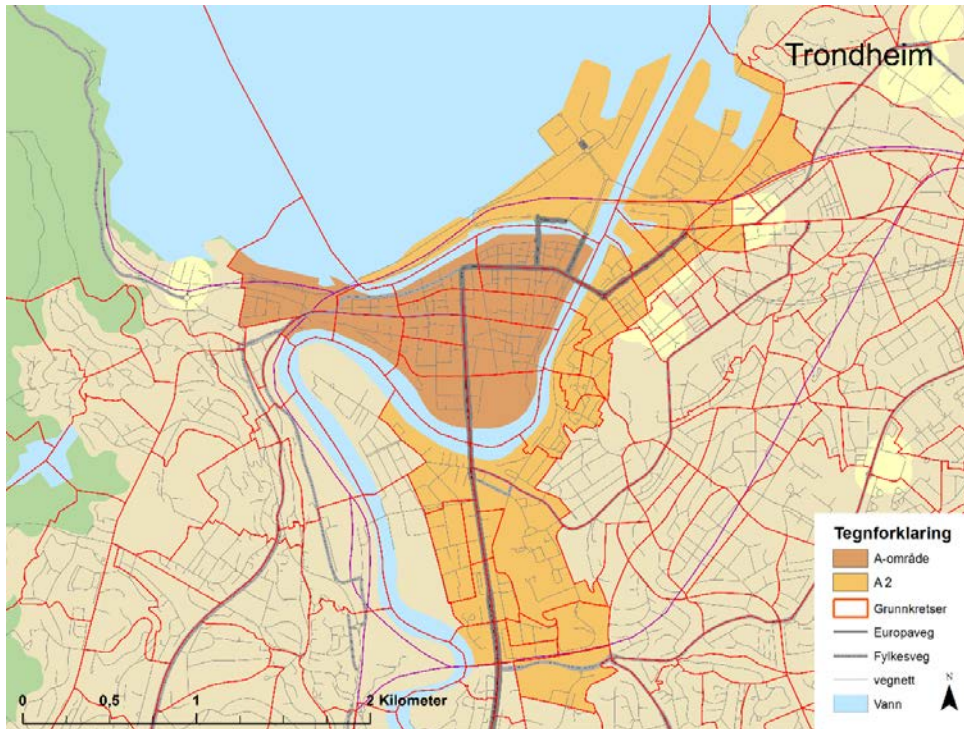 Trondheim
Tegnforklaring
A-område
A 2
Grunnkretser
Europaveg
Fylkesveg
vegnett
Vann
N
0 0,5 1 2 Kilometer